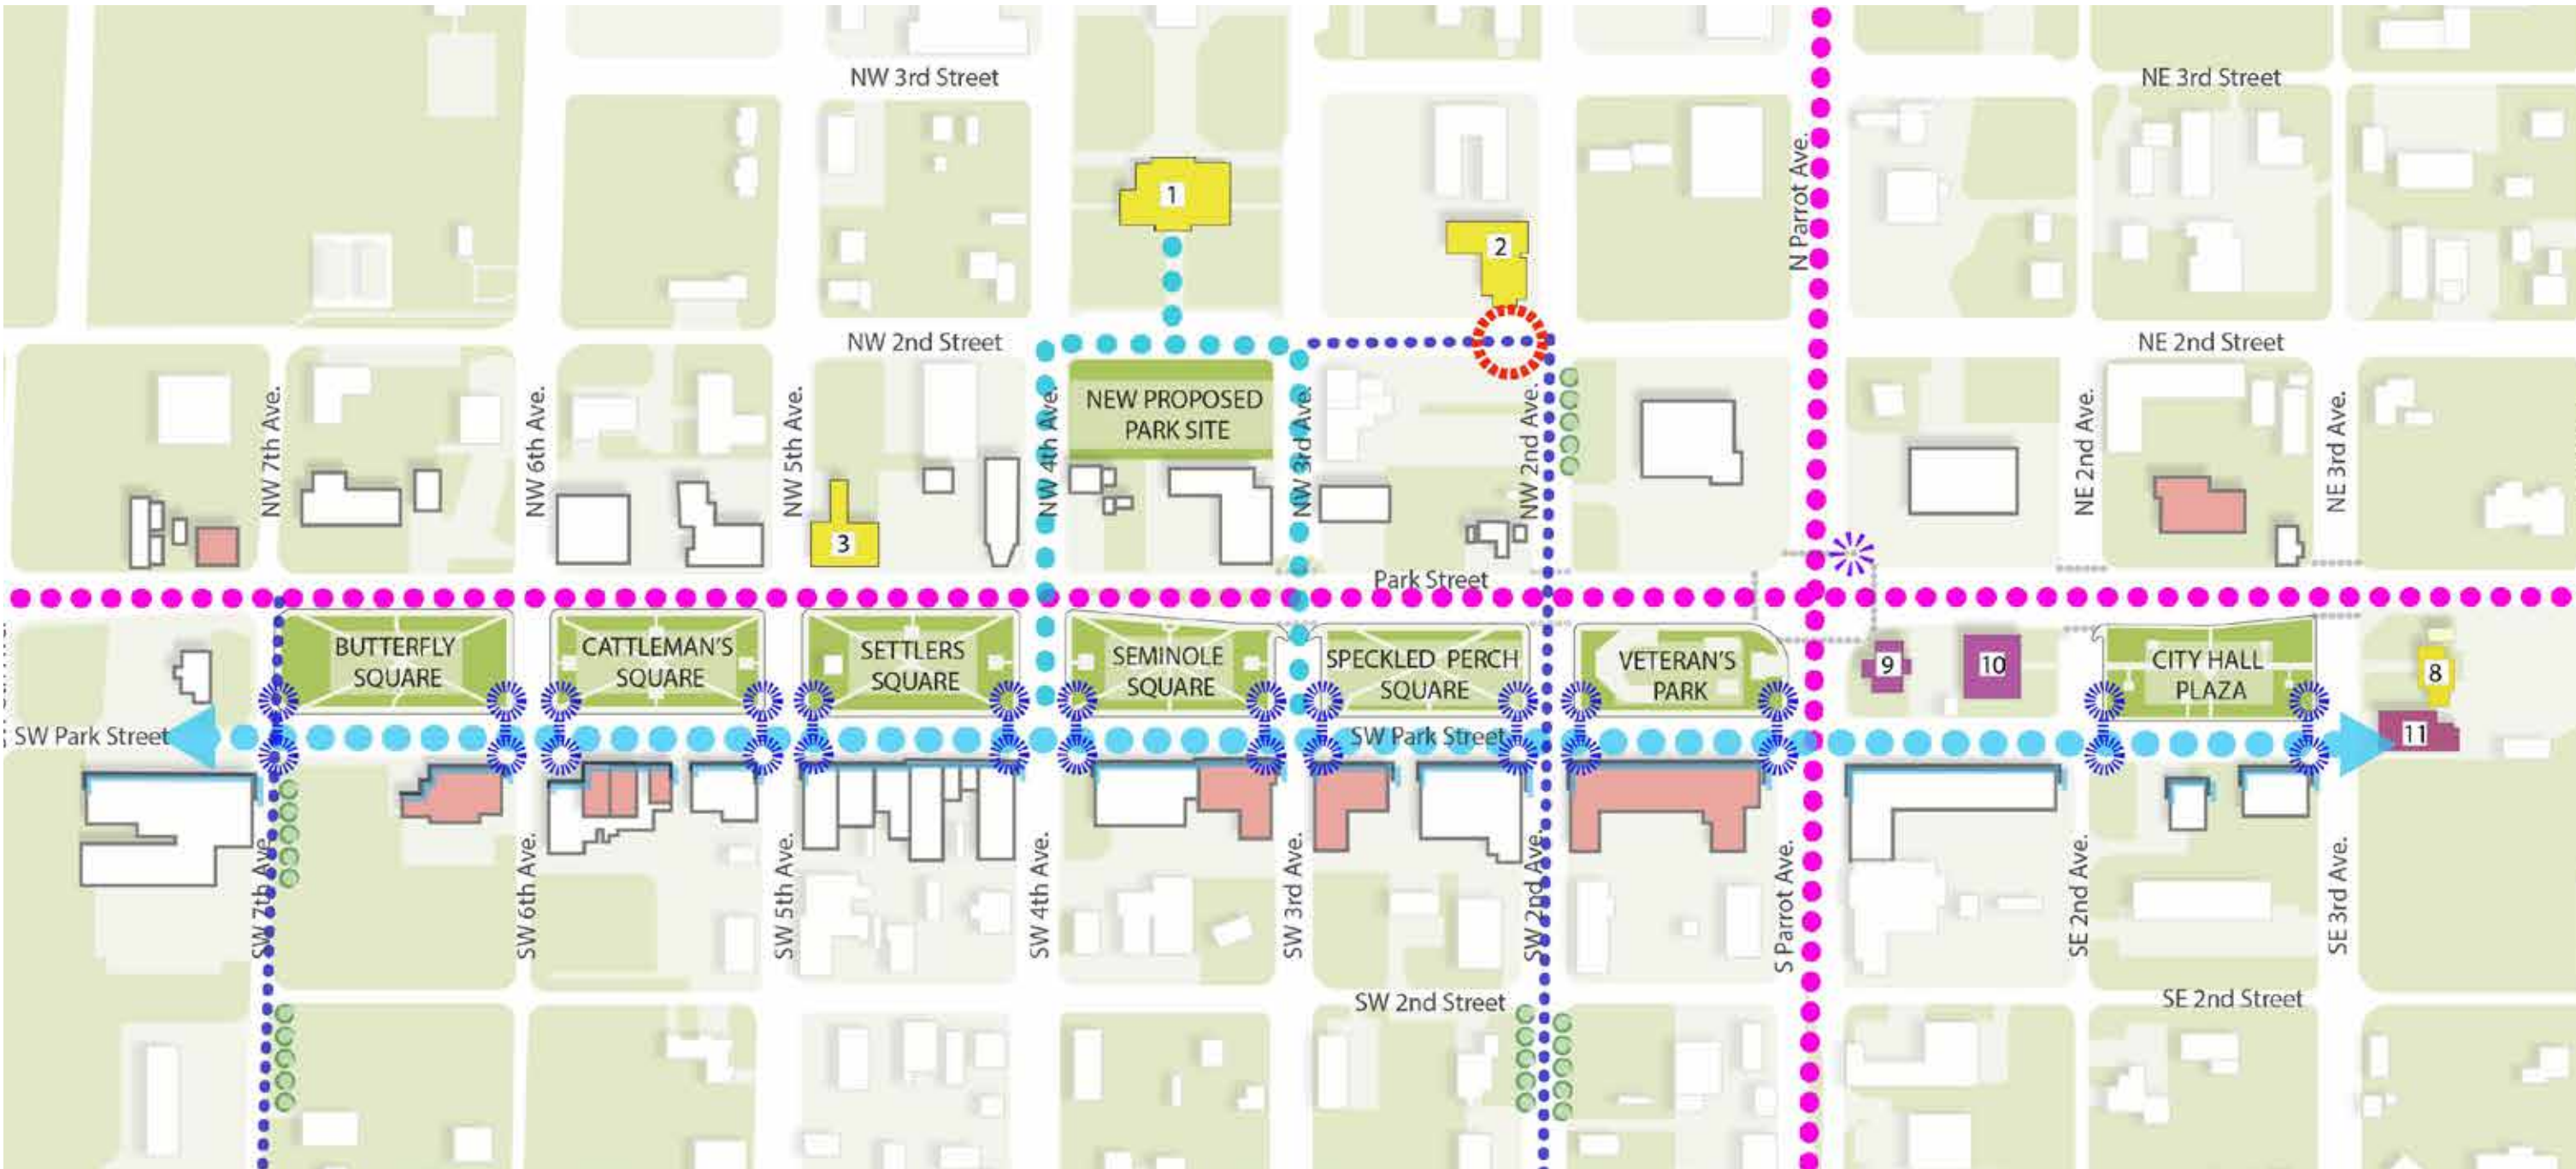 NW 3rd Street
NE 3rd Street
1
2
N Parrot Ave.
NW 2nd Street
NE 2nd Street
NW 7th Ave.
NW 6th Ave.
NW 5th Ave.
NW 4th Ave.
NEW PROPOSED
PARK SITE
NW 3rd Ave.
NW 2nd Ave.
NE 2nd Ave.
NE 3rd Ave.
3
Park Street
BUTTERFLY
SQUARE
CATTLEMAN'S
SQUARE
SETTLERS
SQUARE
SEMINOLE
SQUARE
SPECKLED PERCH
SQUARE
VETERAN'S
PARK
9
10
CITY HALL
PLAZA
8
11
SW Park Street
SW Park Street
SW 7th Ave.
SW 6th Ave.
SW 5th Ave.
SW 4th Ave.
SW 3rd Ave.
SW 2nd Ave.
S Parrot Ave.
SE 2nd Ave.
SE 3rd Ave.
SW 2nd Street
SE 2nd Street